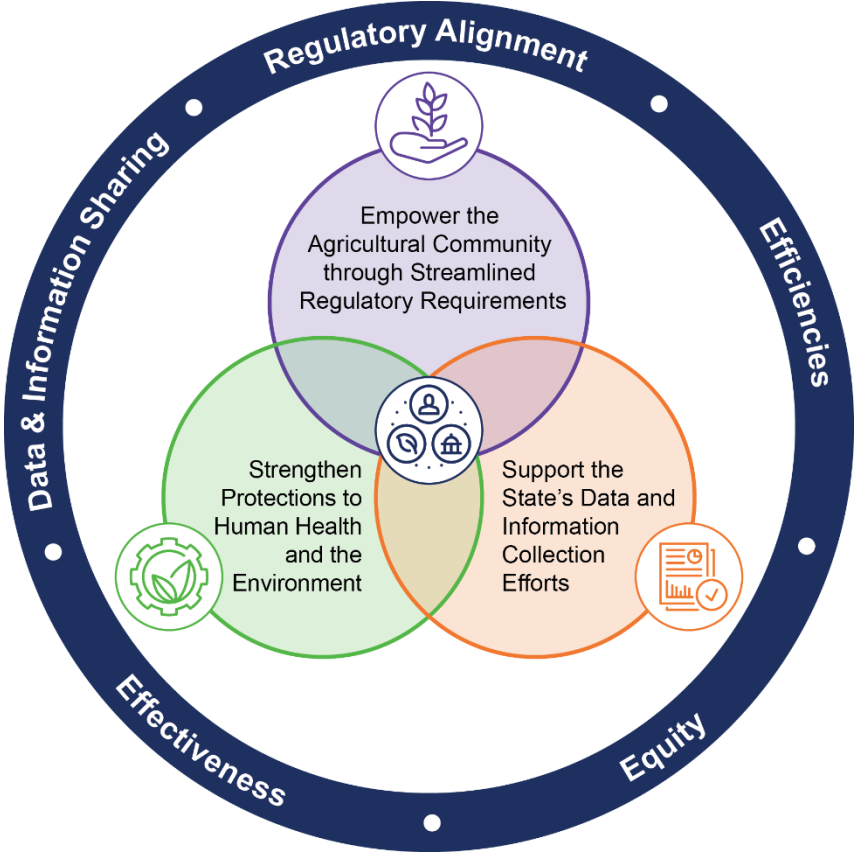 Regulatory Alignment
Efficiencies
Equity
Effectiveness
Data & Information Sharing
Empower the
Agricultural Community
through Streamlined
Regulatory Requirements
Strengthen
Protections to
Human Health
and the
Environment
Support the
State’s Data and
Information
Collection
Efforts